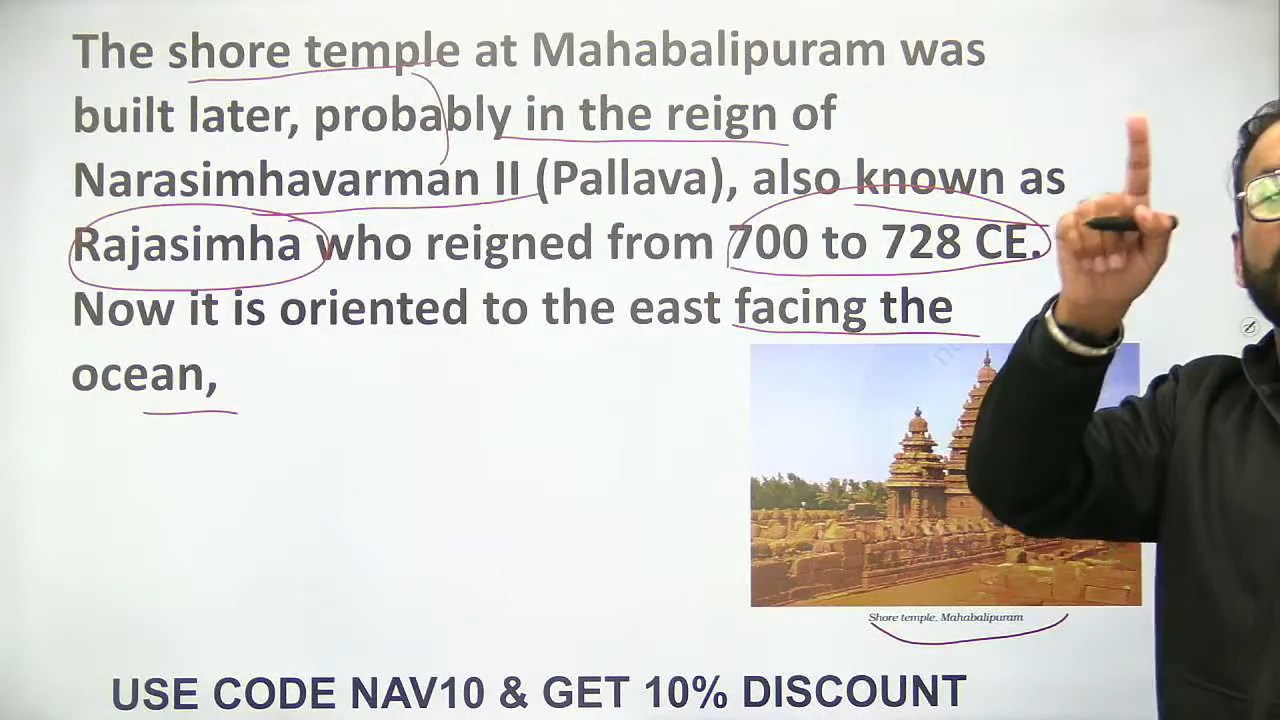 The shore temple at Mahabalipuram was
built later, probably in the reign of
Narasimhavarman II (Pallava), also known as
Rajasimha who reigned from 700 to 728 CE.
Now it is oriented to the east facing the
ocean,
Shore temple, Mahabalipuram
USE CODE NAV10 & GET 10% DISCOUNT